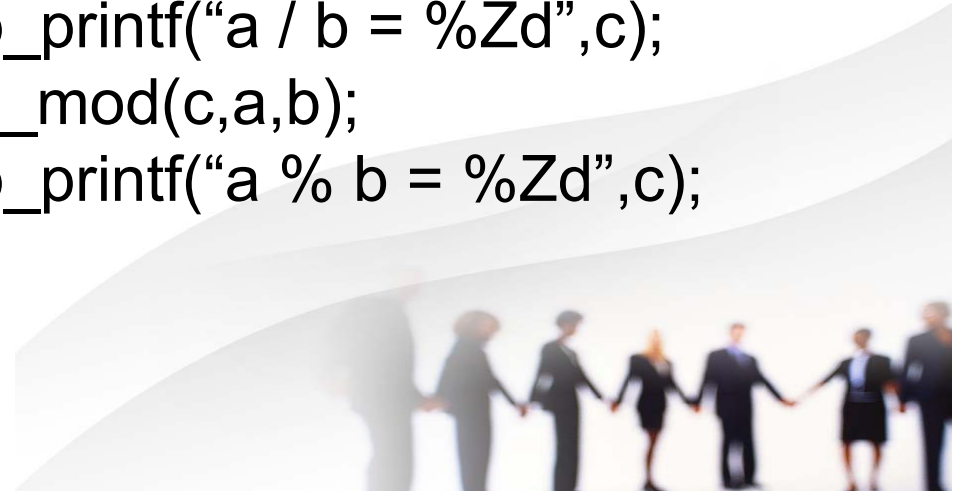 _printf(“a / b = %Zd”,c);
_mod(c,a,b);
_printf(“a % b = %Zd”,c);